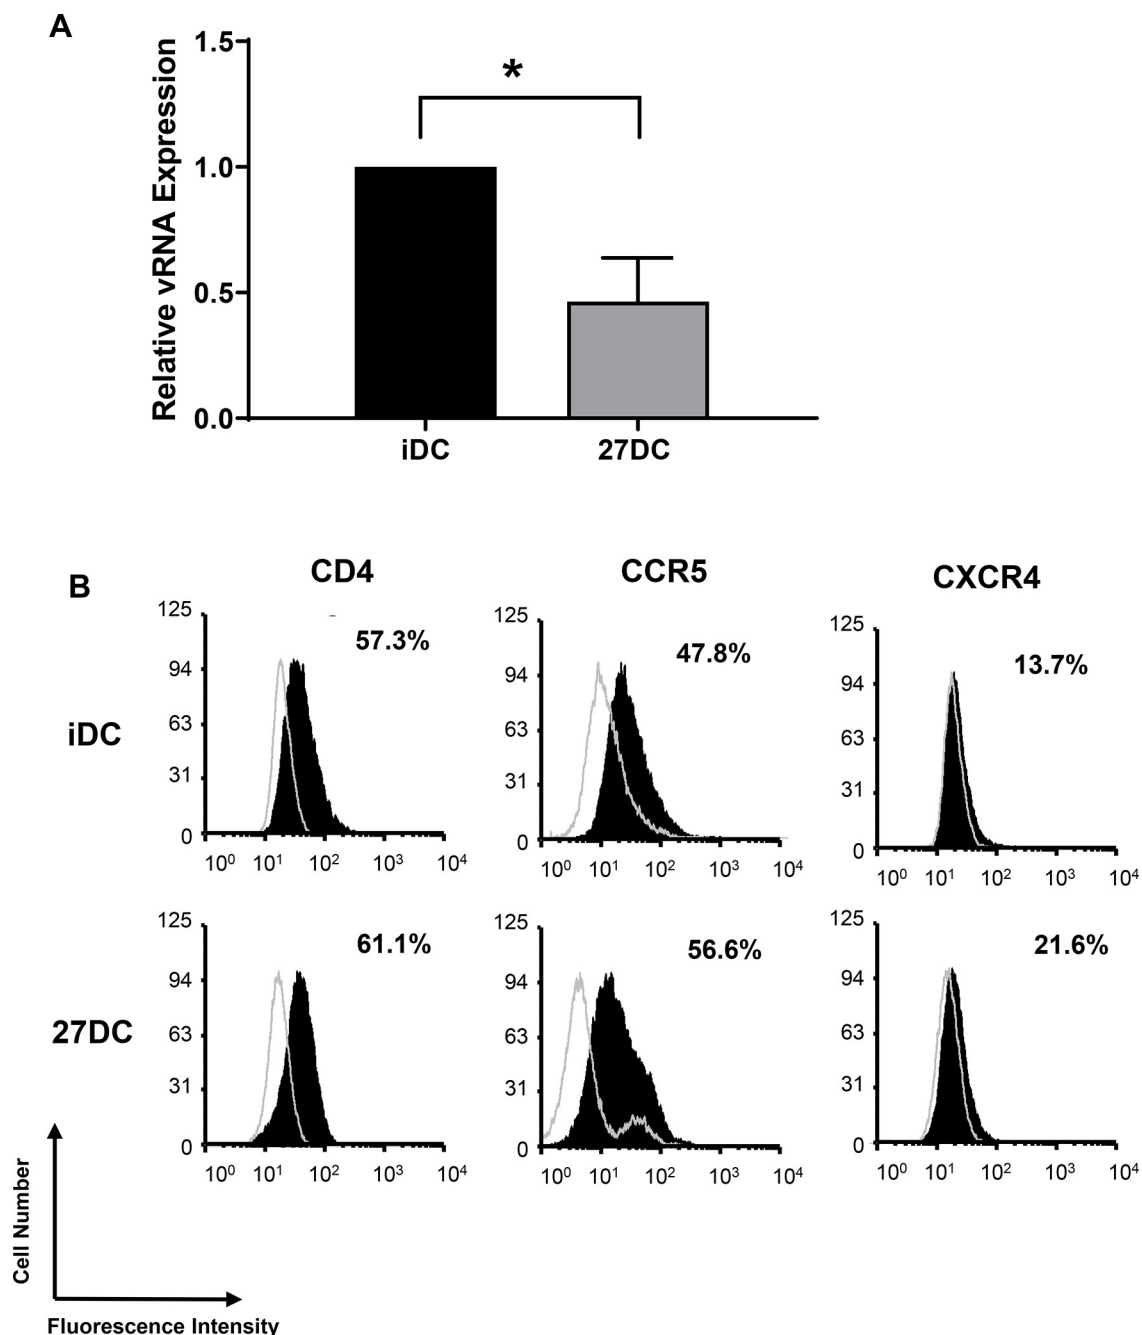 A
Relative vRNA Expression
1.5
1.0
0.5
0.0
*
iDC
27DC
B
CD4
CCR5
CXCR4
iDC
125
94
63
31
0
57.3%
10⁰ 10¹ 10² 10³ 10⁴
125
94
63
31
0
47.8%
10⁰ 10¹ 10² 10³ 10⁴
125
94
63
31
0
13.7%
10⁰ 10¹ 10² 10³ 10⁴
27DC
125
94
63
31
0
61.1%
10⁰ 10¹ 10² 10³ 10⁴
125
94
63
31
0
56.6%
10⁰ 10¹ 10² 10³ 10⁴
125
94
63
31
0
21.6%
10⁰ 10¹ 10² 10³ 10⁴
Cell Number
Fluorescence Intensity